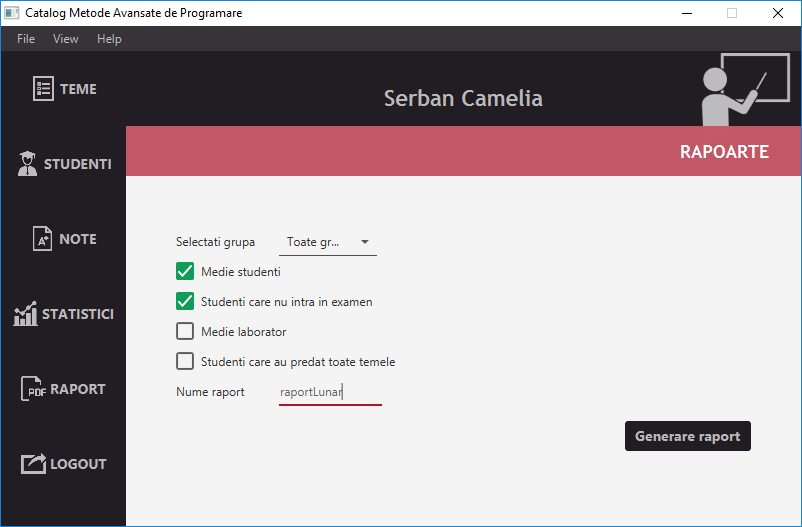 Catalog Metode Avansate de Programare
File View Help
TEME
STUDENTI
A+
NOTE
STATISTICI
PDF
RAPORT
LOGOUT
Serban Camelia
RAPOARTE
Selectati grupa Toate gr...
Medie studenti
Studenti care nu intra in examen
Medie laborator
Studenti care au predat toate temele
Nume raport raportLunar
Generare raport